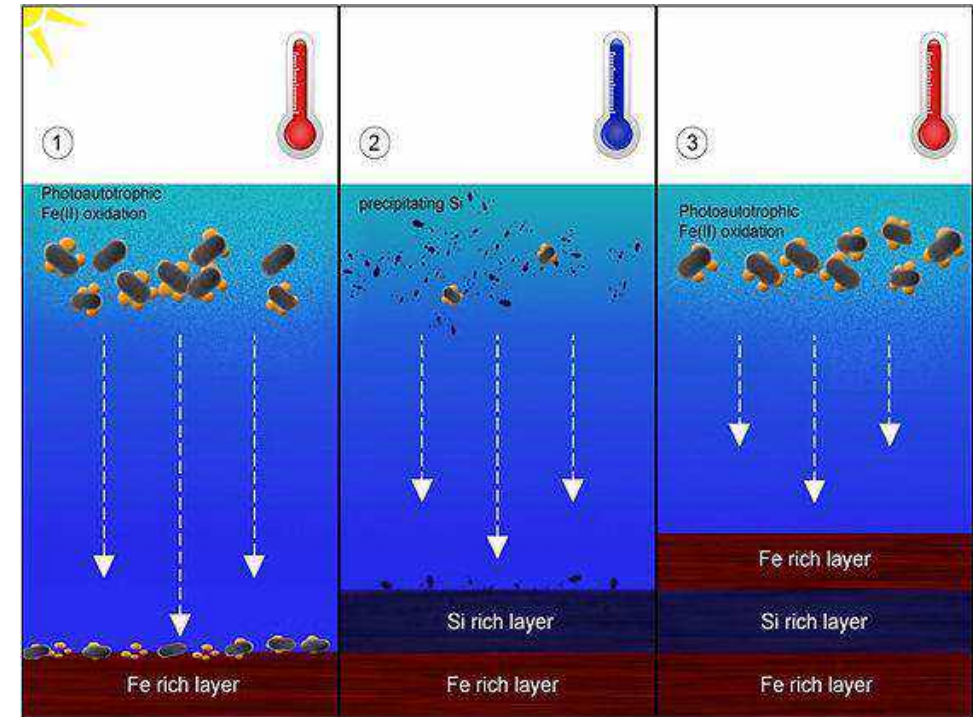 1
Photoautotrophic
Fe(II) oxidation
Fe rich layer
2
precipitating Si
Si rich layer
Fe rich layer
3
Photoautotrophic
Fe(II) oxidation
Fe rich layer
Si rich layer
Fe rich layer